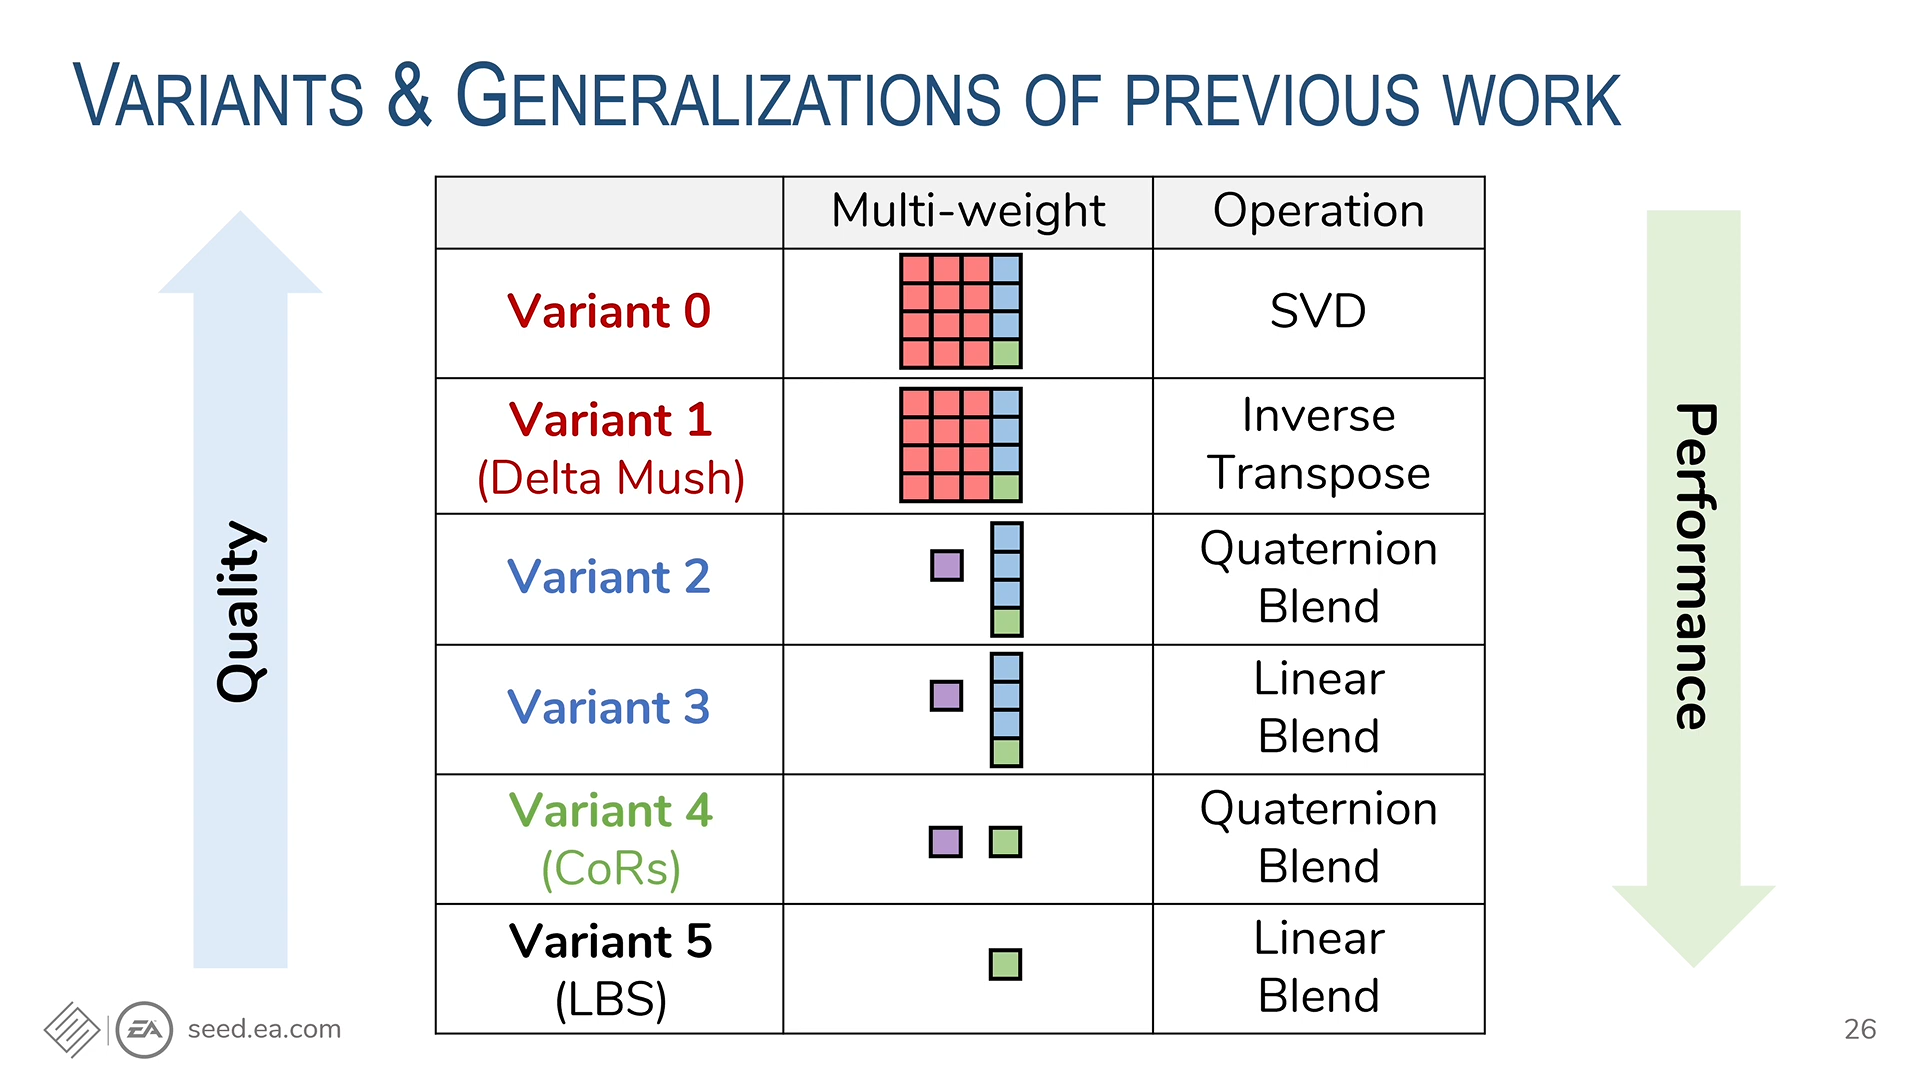 VARIANTS & GENERALIZATIONS OF PREVIOUS WORK
Multi-weight
Operation
Variant 0
SVD
Variant 1
(Delta Mush)
Inverse
Transpose
Variant 2
Quaternion
Blend
Variant 3
Linear
Blend
Variant 4
(CoRs)
Quaternion
Blend
Variant 5
(LBS)
Linear
Blend
Quality
Performance
EA
seed.ea.com
26